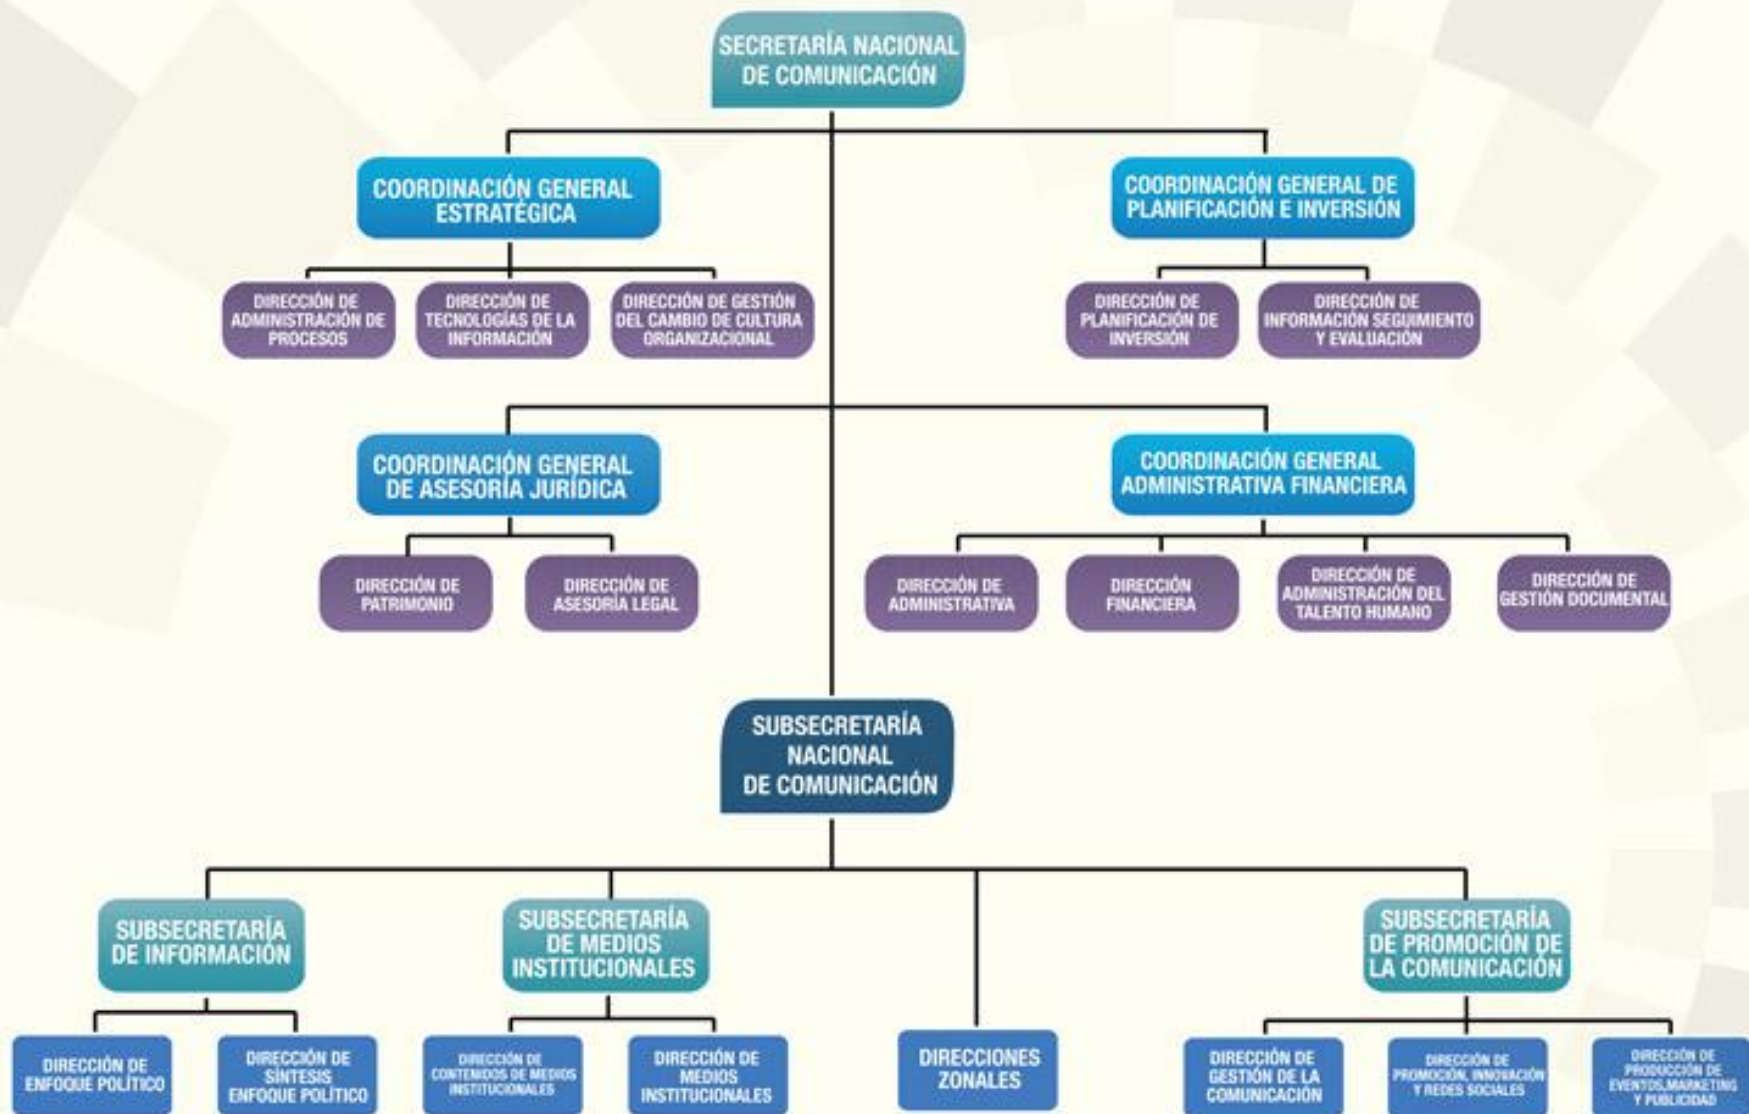 SECRETARÍA NACIONAL
DE COMUNICACIÓN
COORDINACIÓN GENERAL
ESTRATÉGICA
COORDINACIÓN GENERAL DE
PLANIFICACIÓN E INVERSIÓN
DIRECCIÓN DE
ADMINISTRACIÓN DE
PROCESOS
DIRECCIÓN DE
TECNOLOGÍAS DE LA
INFORMACIÓN
DIRECCIÓN DE GESTIÓN
DEL CAMBIO DE CULTURA
ORGANIZACIONAL
DIRECCIÓN DE
PLANIFICACIÓN DE
INVERSIÓN
DIRECCIÓN DE
INFORMACIÓN SEGUIMIENTO
Y EVALUACIÓN
COORDINACIÓN GENERAL
DE ASESORÍA JURÍDICA
COORDINACIÓN GENERAL
ADMINISTRATIVA FINANCIERA
DIRECCIÓN DE
PATRIMONIO
DIRECCIÓN DE
ASESORÍA LEGAL
DIRECCIÓN DE
ADMINISTRATIVA
DIRECCIÓN
FINANCIERA
DIRECCIÓN DE
ADMINISTRACIÓN DEL
TALENTO HUMANO
DIRECCIÓN DE
GESTIÓN DOCUMENTAL
SUBSECRETARÍA
NACIONAL
DE COMUNICACIÓN
SUBSECRETARÍA
DE INFORMACIÓN
SUBSECRETARÍA
DE MEDIOS
INSTITUCIONALES
SUBSECRETARÍA
DE PROMOCIÓN DE
LA COMUNICACIÓN
DIRECCIÓN DE
ENFOQUE POLÍTICO
DIRECCIÓN DE
SÍNTESIS
ENFOQUE POLÍTICO
DIRECCIÓN DE
CONTENIDOS DE MEDIOS
INSTITUCIONALES
DIRECCIÓN DE
MEDIOS
INSTITUCIONALES
DIRECCIONES
ZONALES
DIRECCIÓN DE
GESTIÓN DE LA
COMUNICACIÓN
DIRECCIÓN DE
PROMOCIÓN, INNOVACIÓN
Y REDES SOCIALES
DIRECCIÓN DE
PRODUCCIÓN DE
EVENTOS,MARKETING
Y PUBLICIDAD